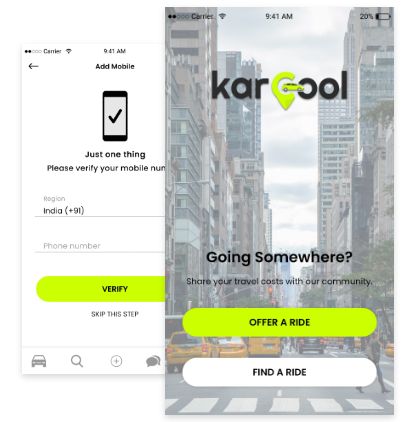 Carrier 9:41 AM
Add Mobile
Just one thing
Please verify your mobile num
Region
India (+91)
Phone number
VERIFY
SKIP THIS STEP
Carrier 9:41 AM 20%
karpool
Going Somewhere?
Share your travel costs with our community.
OFFER A RIDE
FIND A RIDE